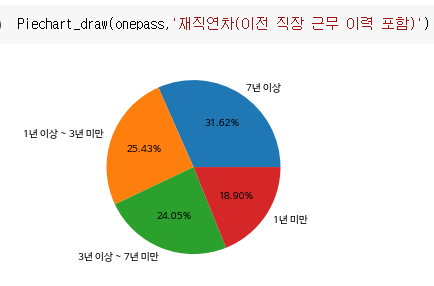 Piechart_draw(onepass,'재직연차(이전 직장 근무 이력 포함)')
7년 이상
31.62%
1년 이상 ~ 3년 미만
25.43%
18.90%
24.05%
1년 미만
3년 이상 ~ 7년 미만